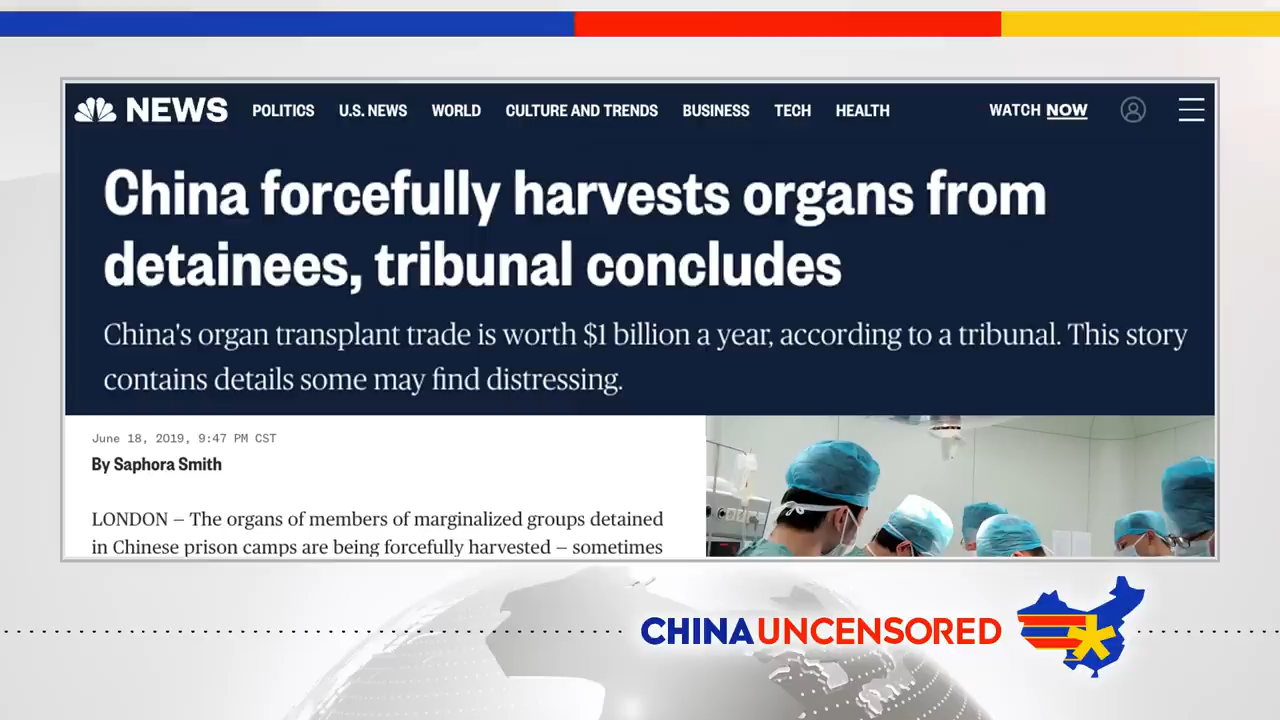 NEWS POLITICS U.S. NEWS WORLD CULTURE AND TRENDS BUSINESS TECH HEALTH WATCH NOW
China forcefully harvests organs from
detainees, tribunal concludes
China's organ transplant trade is worth $1 billion a year, according to a tribunal. This story
contains details some may find distressing.
June 18, 2019, 9:47 PM CST
By Saphora Smith
LONDON — The organs of members of marginalized groups detained
in Chinese prison camps are being forcefully harvested — sometimes
CHINA UNCENSORED